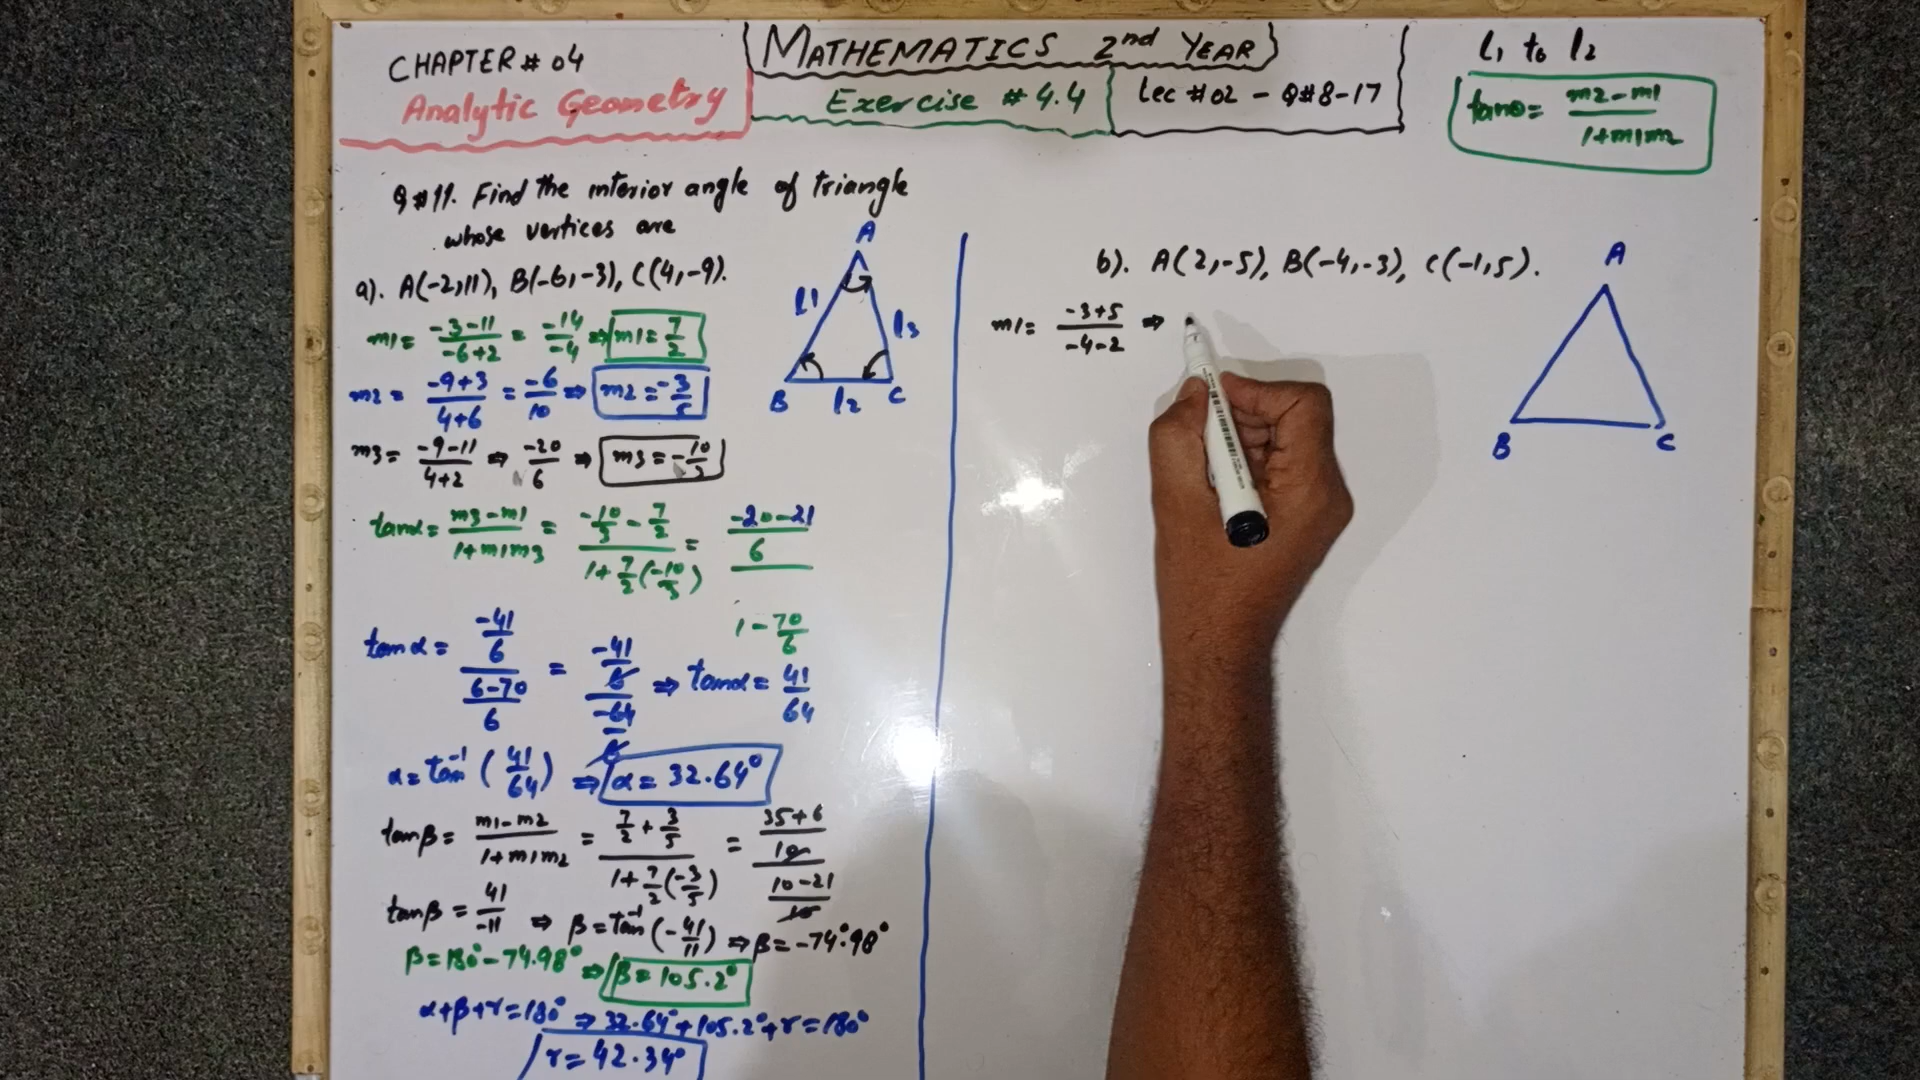 CHAPTER # 04
Analytic Geometry
MATHEMATICS 2nd YEAR
Exercise # 4.4
Lec # 02 - Q#8-17
l1 to l2
tanθ = (m2-m1)/(1+m1m2)
Q#11. Find the interior angle of triangle
whose vertices are
a). A(-2,11), B(-6,-3), C(4,-9).
m1 = (-3-11)/(-6+2) = -14/-4 ⇒ m1 = 7/2
m2 = (-9+3)/(4+6) = -6/10 ⇒ m2 = -3/5
m3 = (-9-11)/(4+2) ⇒ -20/6 ⇒ m3 = -10/3
A
l1
l3
B
l2
C
tanα = (m3-m1)/(1+m1m3) = (-10/3 - 7/2)/(1+7/2(-10/3)) = ((-20-21)/6)/(1-70/6)
tanα = (-41/6)/((6-70)/6) = (-41/6)/(-64/6) ⇒ tanα = 41/64
α = tan⁻¹(41/64) ⇒ α = 32.64°
tanβ = (m1-m2)/(1+m1m2) = (7/2+3/5)/(1+7/2(-3/5)) = ((35+6)/10)/((10-21)/10)
tanβ = 41/-11 ⇒ β = tan⁻¹(-41/11) ⇒ β = -74.98°
β = 180°-74.98° ⇒ β = 105.2°
α+β+r = 180° ⇒ 32.64°+105.2°+r = 180°
r = 42.34°
b). A(2,-5), B(-4,-3), C(-1,5).
m1 = (-3+5)/(-4-2) ⇒
A
B
C